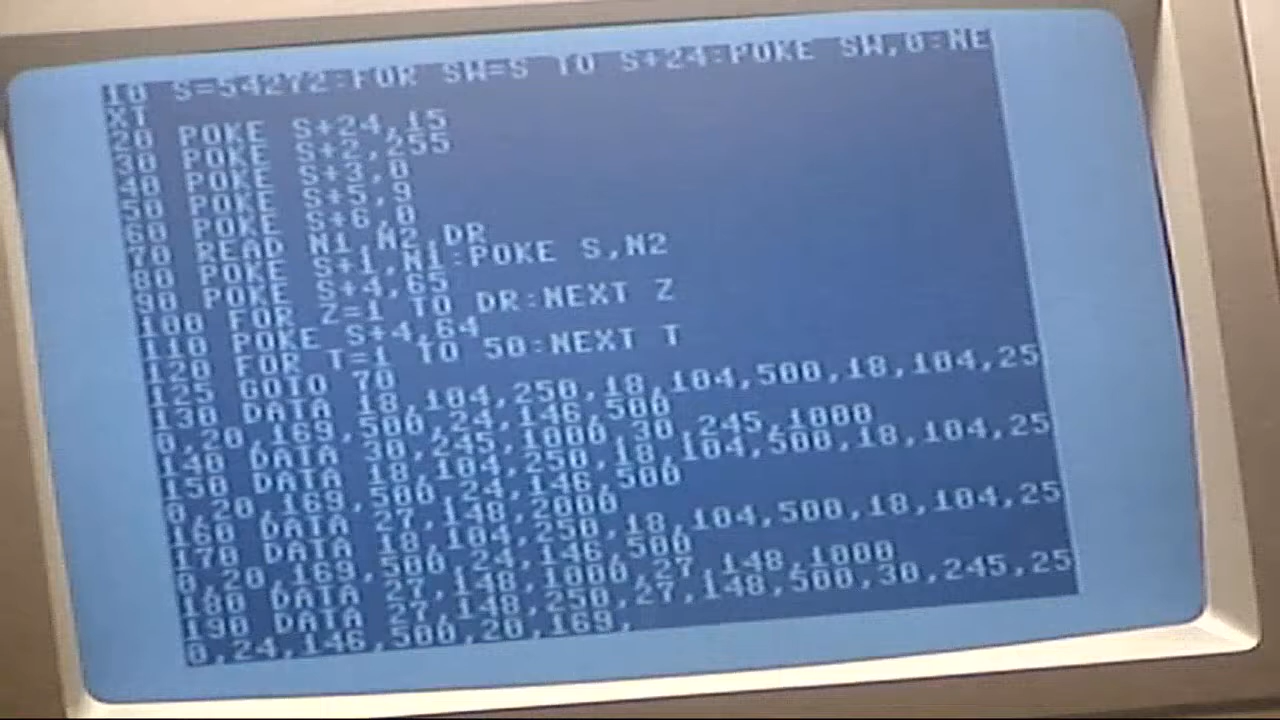 10 S=54272:FOR SW=S TO S+24:POKE SW,0:NE
XT
20 POKE S+24,15
30 POKE S+2,255
40 POKE S+3,0
50 POKE S+5,9
60 POKE S+6,0
70 READ N1,N2,DR
80 POKE S+1,N1:POKE S,N2
90 POKE S+4,65
100 FOR Z=1 TO DR:NEXT Z
110 POKE S+4,64
120 FOR T=1 TO 50:NEXT T
125 GOTO 70
130 DATA 18,104,250,18,104,500,18,104,25
0,20,169,500,24,146,500
140 DATA 30,245,1000,30,245,1000
150 DATA 18,104,250,18,104,500,18,104,25
0,20,169,500,24,146,500
160 DATA 27,148,2000
170 DATA 18,104,250,18,104,500,18,104,25
0,20,169,500,24,146,500
180 DATA 27,148,1000,27,148,1000
190 DATA 27,148,250,27,148,500,30,245,25
0,24,146,500,20,169,